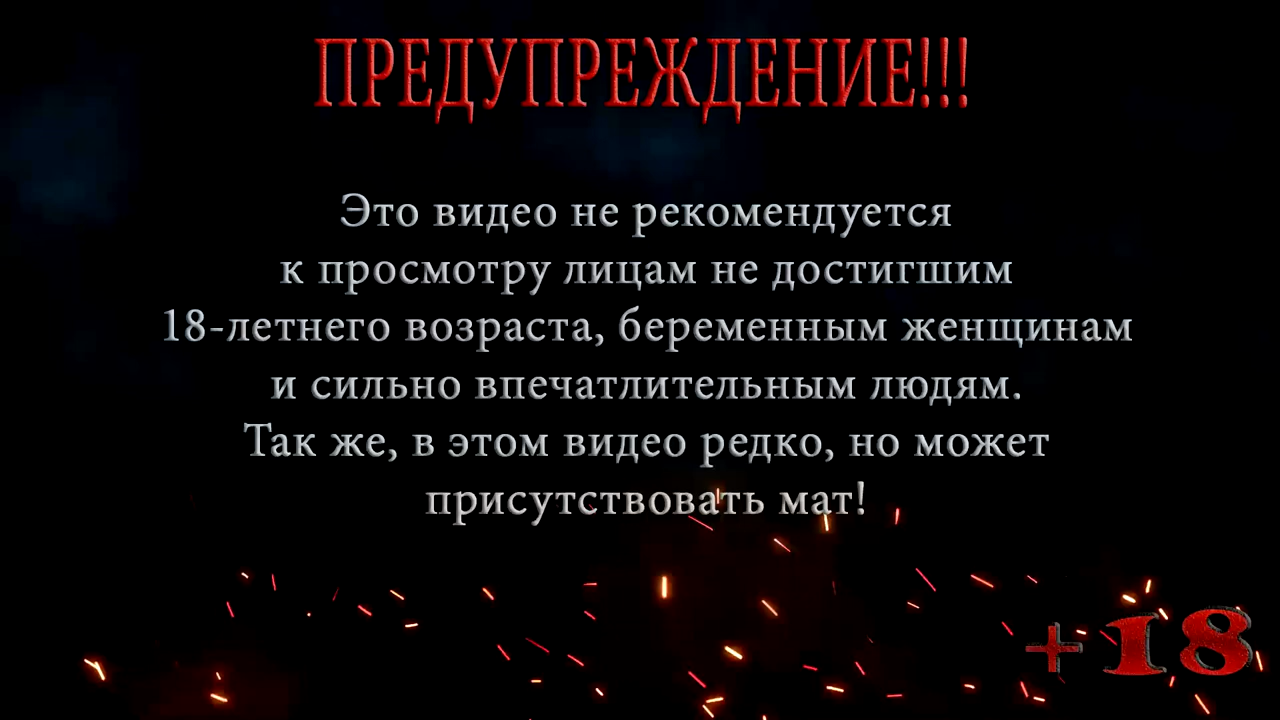 ПРЕДУПРЕЖДЕНИЕ!!!
Это видео не рекомендуется
к просмотру лицам не достигшим
18-летнего возраста, беременным женщинам
и сильно впечатлительным людям.
Так же, в этом видео редко, но может
присутствовать мат!
+18